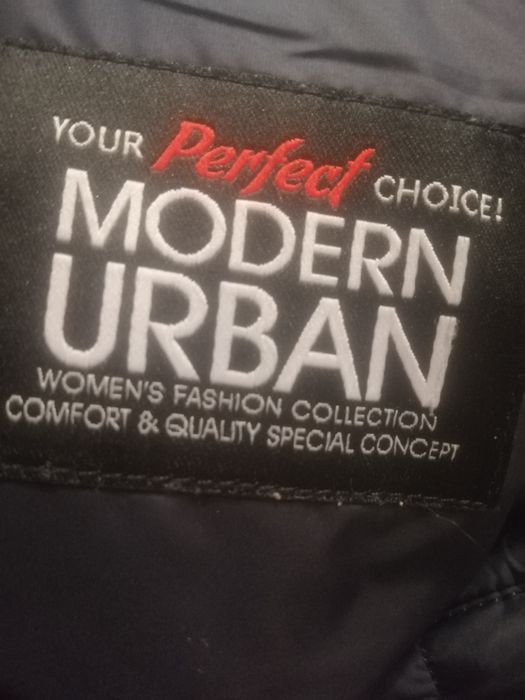 YOUR Perfect CHOICE!
MODERN
URBAN
WOMEN'S FASHION COLLECTION
COMFORT & QUALITY SPECIAL CONCEPT